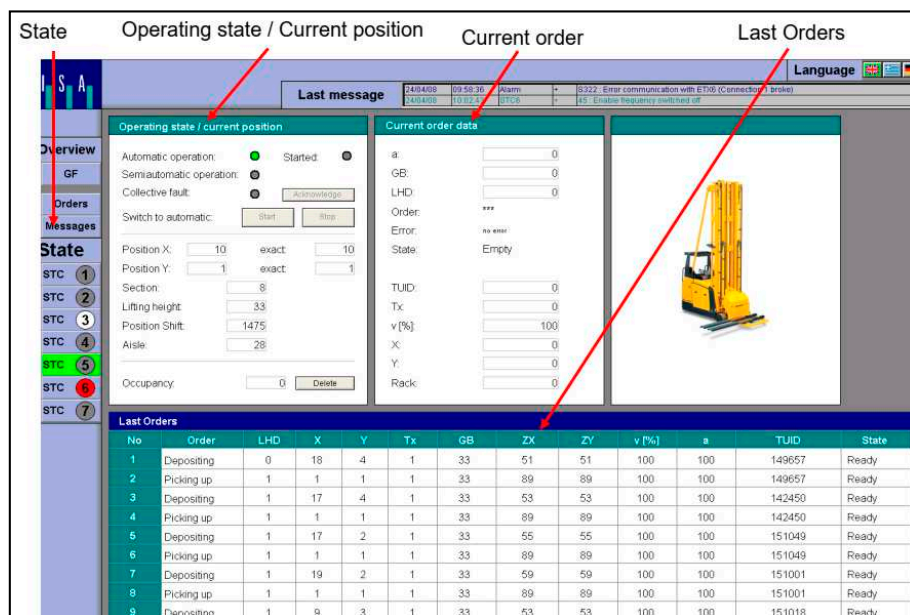 State
Operating state / Current position
Current order
Last Orders
I S A
Language
Last message
24/04/08 09:58:36 Alarm + S322 : Error communication with ETX6 (Connection 1 broke)
24/04/08 STC6 45 : Enable frequency switched off
Overview
GF
Orders
Messages
State
STC 1
STC 2
STC 3
STC 4
STC 5
STC 6
STC 7
Operating state / current position
Automatic operation: Started:
Semiautomatic operation:
Collective fault: Acknowledge
Switch to automatic: Start Stop
Position X: 10 exact: 10
Position Y: 1 exact: 1
Section: 8
Lifting height: 33
Position Shift: 1475
Aisle: 28
Occupancy: 0 Delete
Current order data
a: 0
GB: 0
LHD: 0
Order: ***
Error: no error
State: Empty
TUID: 0
Tx: 0
v [%]: 100
X: 0
Y: 0
Rack: 0
Last Orders
No Order LHD X Y Tx GB ZX ZY v [%] a TUID State
1 Depositing 0 18 4 1 33 51 51 100 100 149657 Ready
2 Picking up 1 1 1 1 33 89 89 100 100 149657 Ready
3 Depositing 1 17 4 1 33 53 53 100 100 142450 Ready
4 Picking up 1 1 1 1 33 89 89 100 100 142450 Ready
5 Depositing 1 17 2 1 33 55 55 100 100 151049 Ready
6 Picking up 1 1 1 1 33 89 89 100 100 151049 Ready
7 Depositing 1 19 2 1 33 59 59 100 100 151001 Ready
8 Picking up 1 1 1 1 33 89 89 100 100 151001 Ready
9 Depositing 1 9 3 1 33 53 53 100 100 151018 Ready